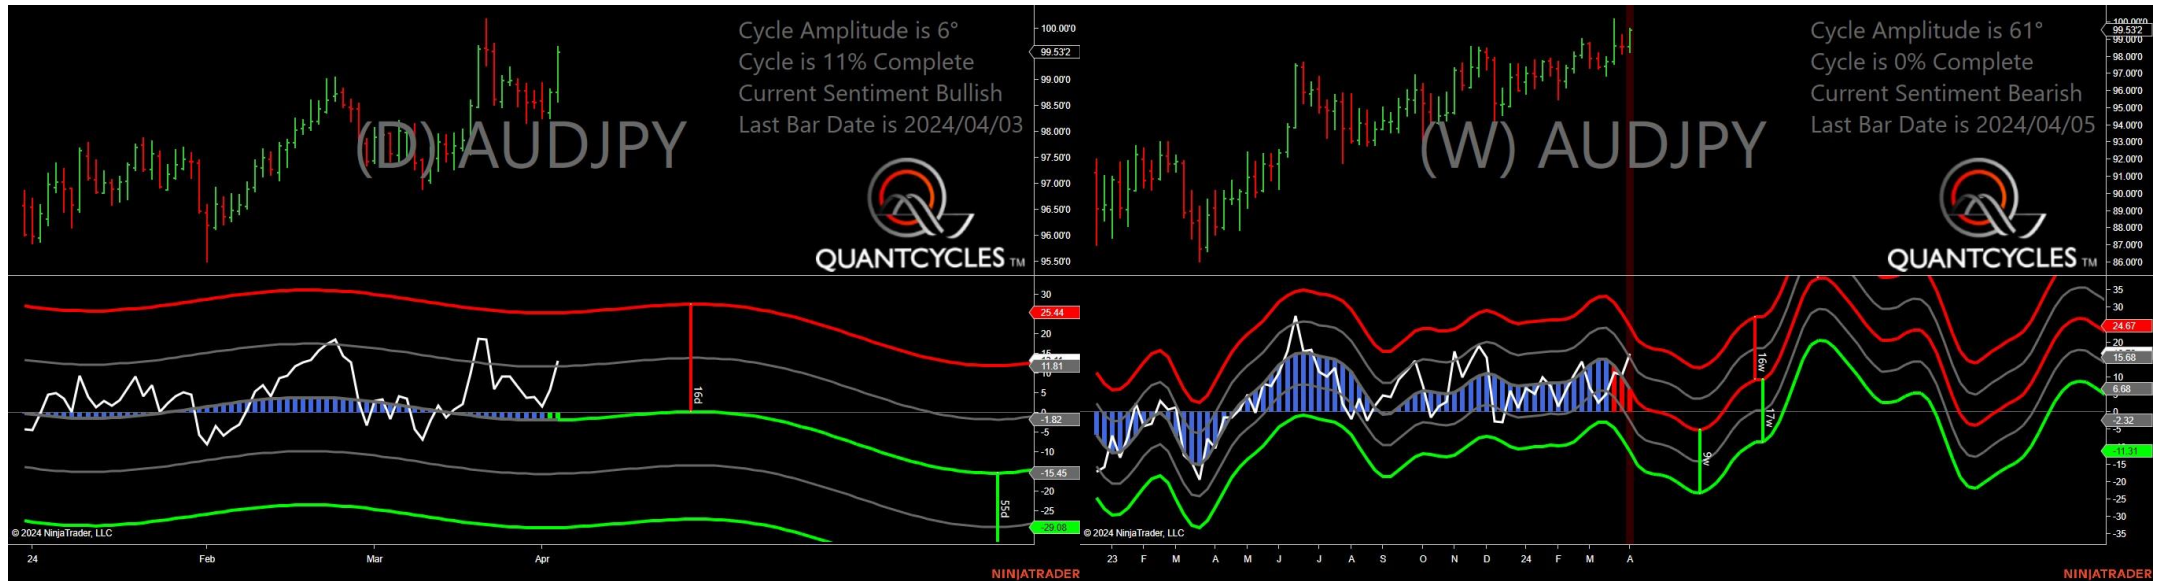 Cycle Amplitude is 6°
Cycle is 11% Complete
Current Sentiment Bullish
Last Bar Date is 2024/04/03
(D) AUDJPY
QUANTCYCLES TM
100.00'0
99.53'2
99.00'0
98.50'0
98.00'0
97.50'0
97.00'0
96.50'0
96.00'0
95.50'0
30
25.44
20
15
11.81
10
5
0
-1.82
-5
-10
-15.45
-20
-25
-29.08
16d
55d
© 2024 NinjaTrader, LLC
24 Feb Mar Apr
NINJATRADER
Cycle Amplitude is 61°
Cycle is 0% Complete
Current Sentiment Bearish
Last Bar Date is 2024/04/05
(W) AUDJPY
QUANTCYCLES TM
100.00'0
99.53'2
99.00'0
98.00'0
96.00'0
95.00'0
94.00'0
93.00'0
92.00'0
91.00'0
90.00'0
89.00'0
88.00'0
87.00'0
86.00'0
35
30
24.67
20
15.68
10
6.68
0
-2.32
-5
-11.31
-15
-20
-25
-30
-35
16w
17w
9w
© 2024 NinjaTrader, LLC
23 F M A M J J A S O N D 24 F M A
NINJATRADER